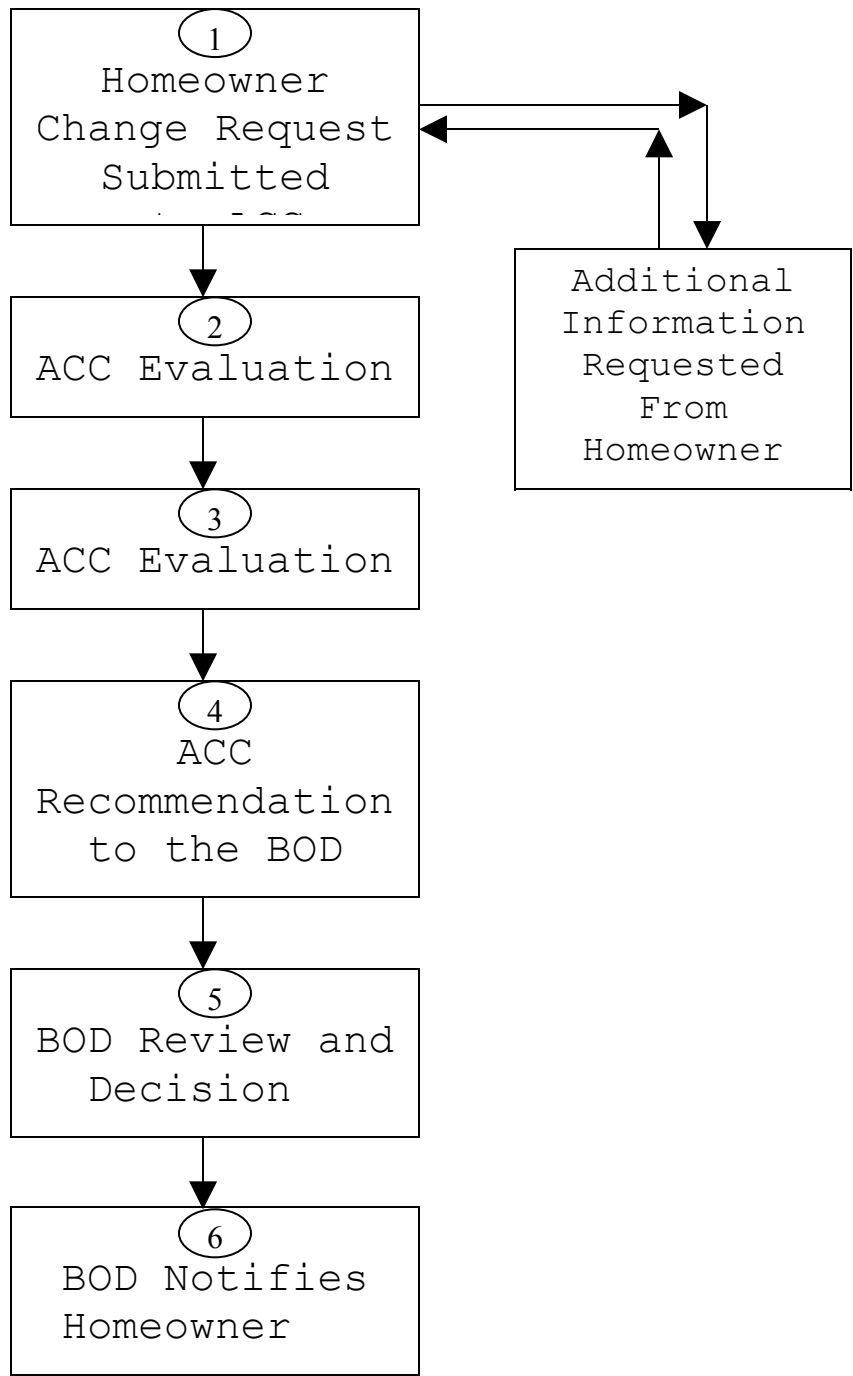 1
Homeowner
Change Request
Submitted
Additional
Information
Requested
From
Homeowner
2
ACC Evaluation
3
ACC Evaluation
4
ACC
Recommendation
to the BOD
5
BOD Review and
Decision
6
BOD Notifies
Homeowner